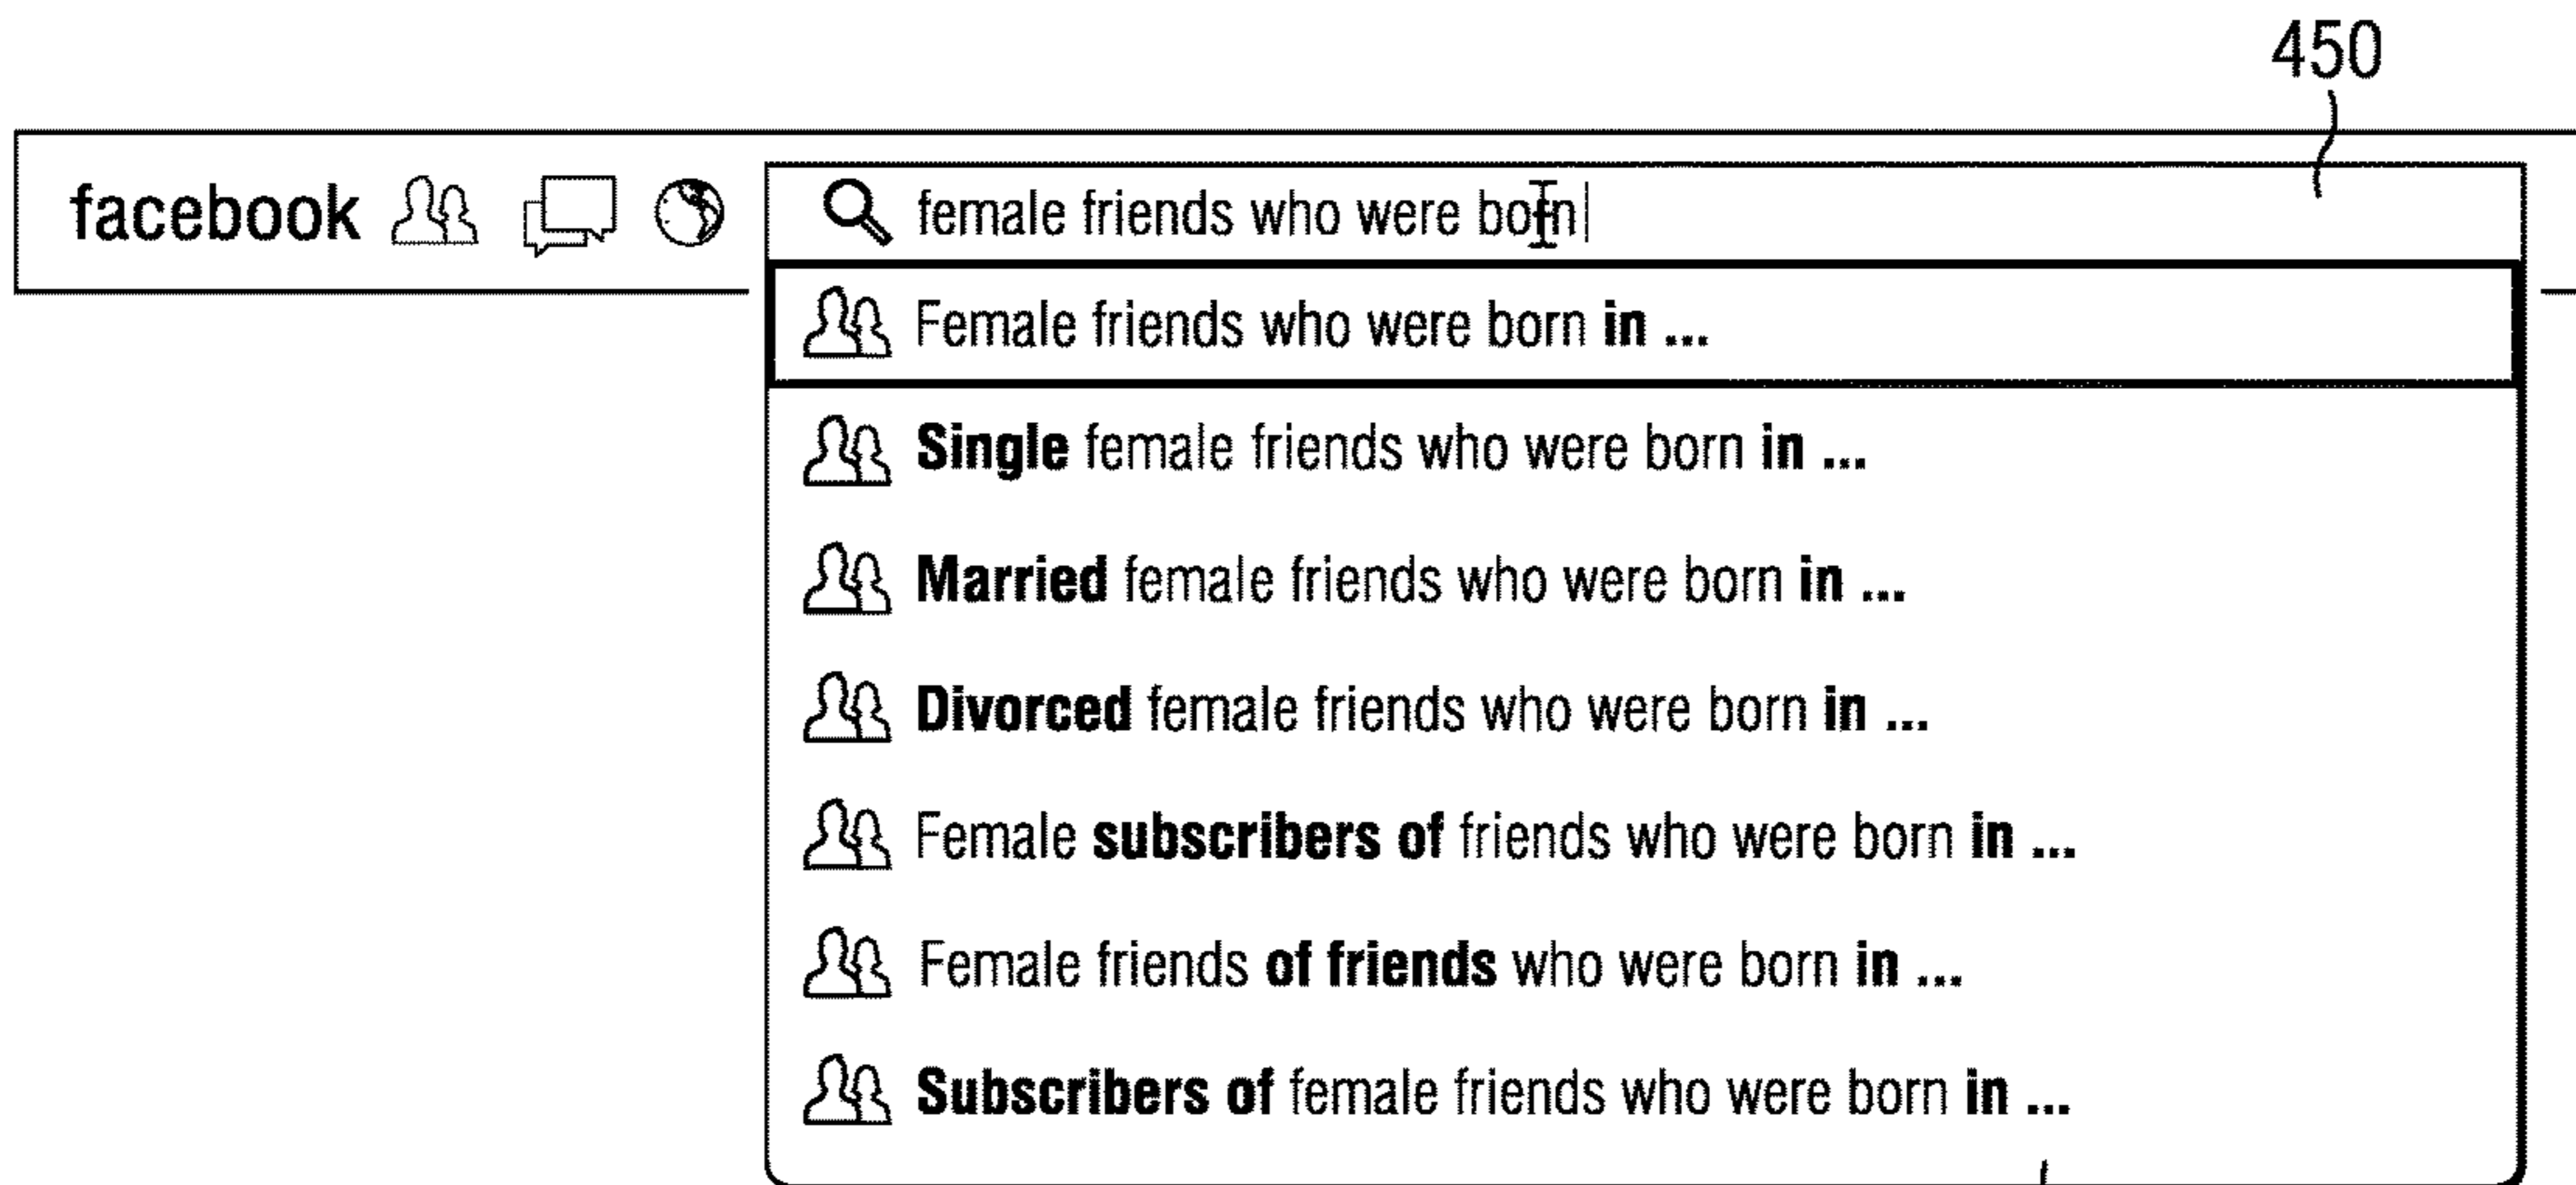 450
facebook female friends who were born
Female friends who were born in ...
Single female friends who were born in ...
Married female friends who were born in ...
Divorced female friends who were born in ...
Female subscribers of friends who were born in ...
Female friends of friends who were born in ...
Subscribers of female friends who were born in ...